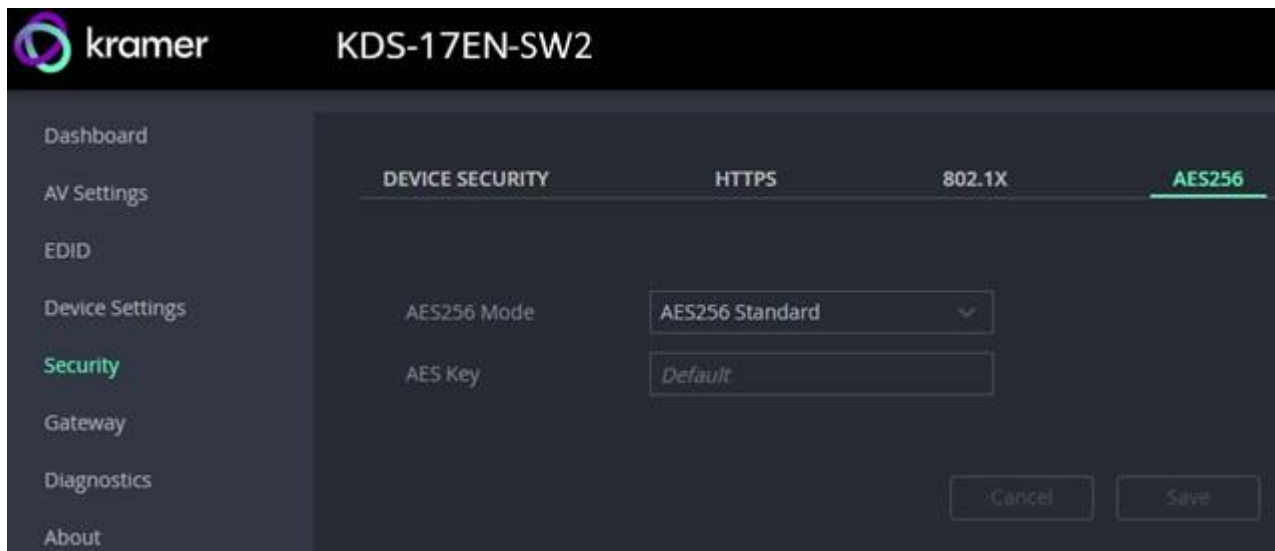 kramer KDS-17EN-SW2
Dashboard
AV Settings
EDID
Device Settings
Security
Gateway
Diagnostics
About
DEVICE SECURITY HTTPS 802.1X AES256
AES256 Mode AES256 Standard
AES Key Default
Cancel Save